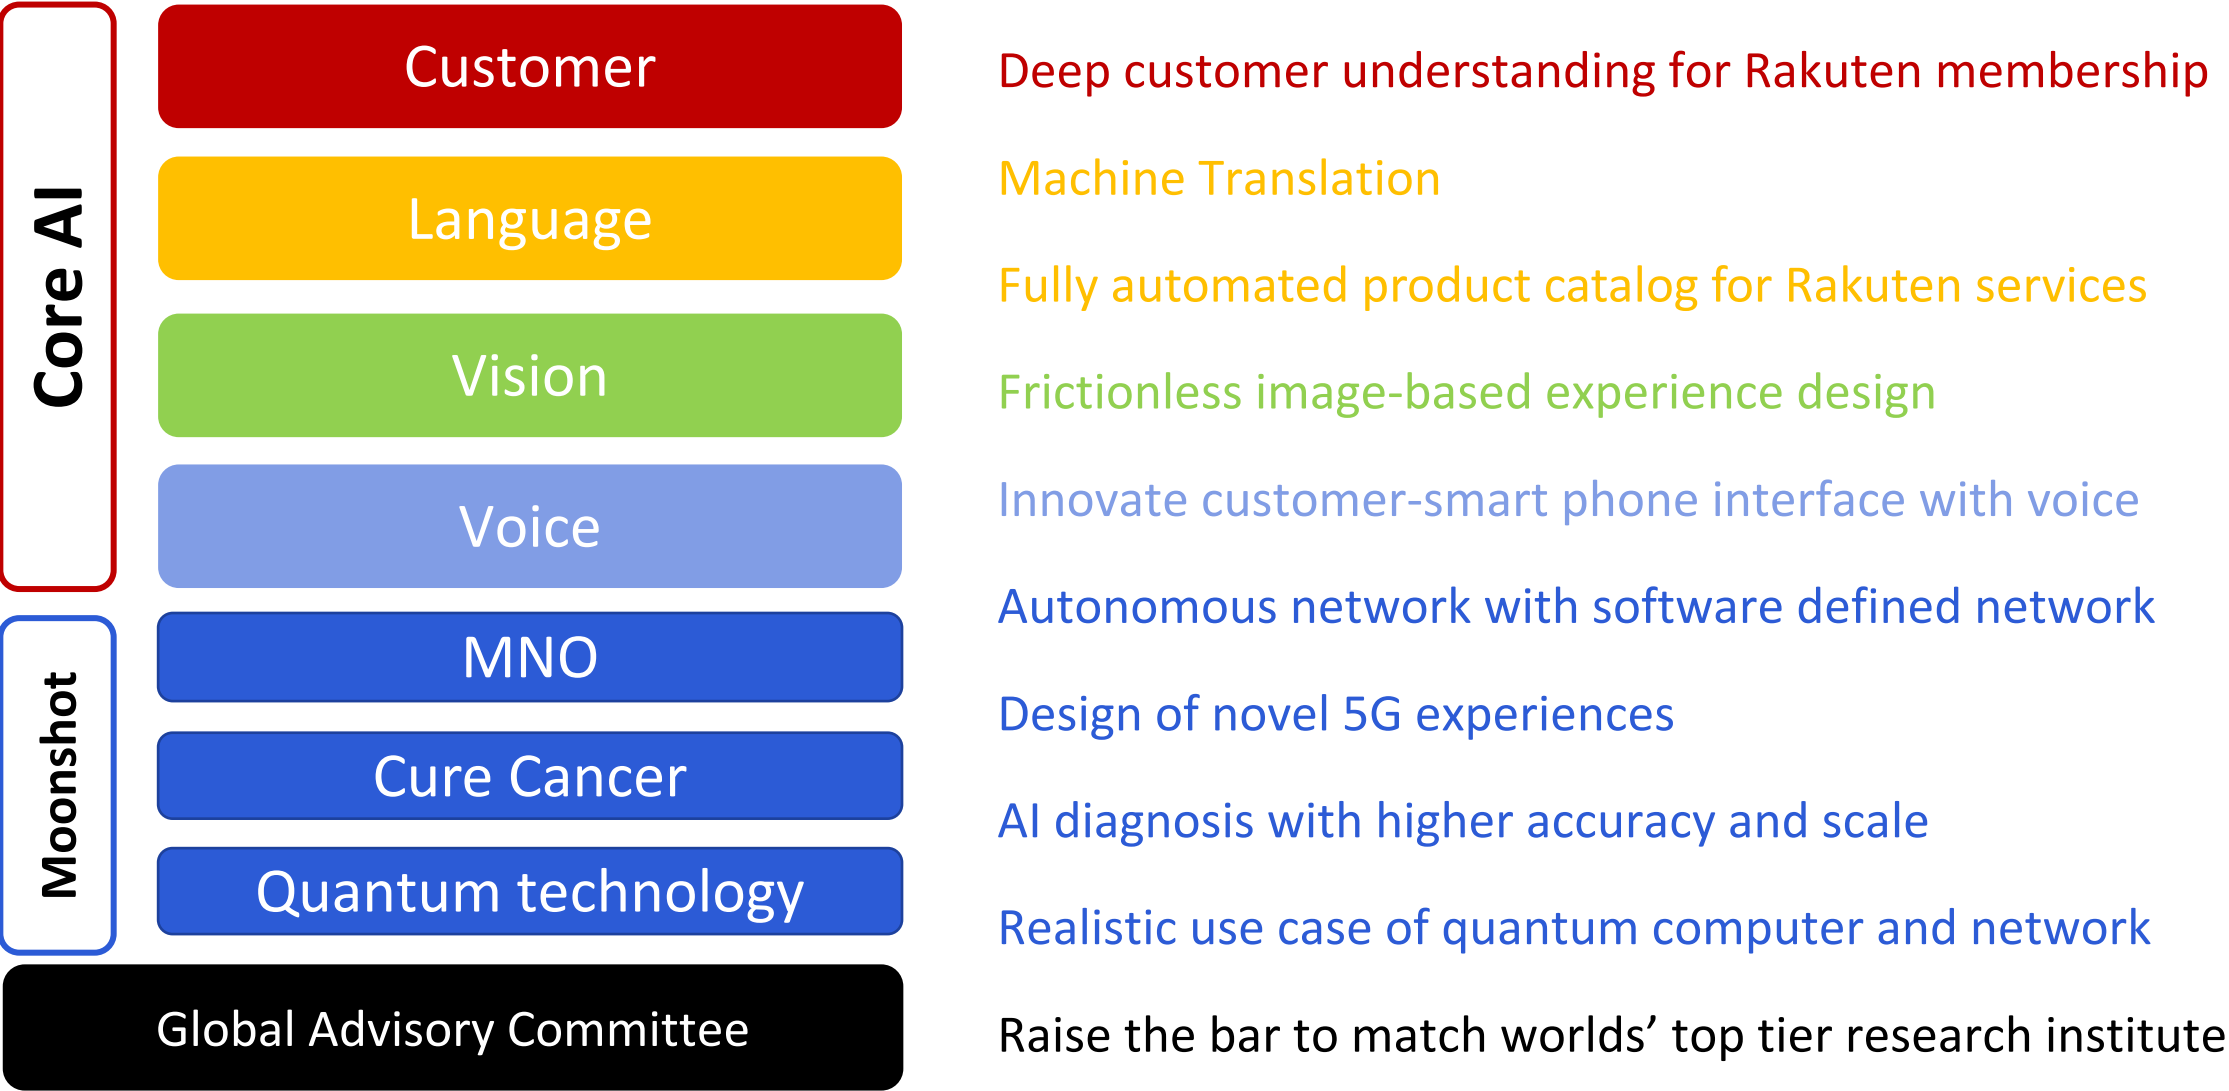 Core AI
Customer
Language
Vision
Voice
Moonshot
MNO
Cure Cancer
Quantum technology
Global Advisory Committee
Deep customer understanding for Rakuten membership
Machine Translation
Fully automated product catalog for Rakuten services
Frictionless image-based experience design
Innovate customer-smart phone interface with voice
Autonomous network with software defined network
Design of novel 5G experiences
AI diagnosis with higher accuracy and scale
Realistic use case of quantum computer and network
Raise the bar to match worlds’ top tier research institute